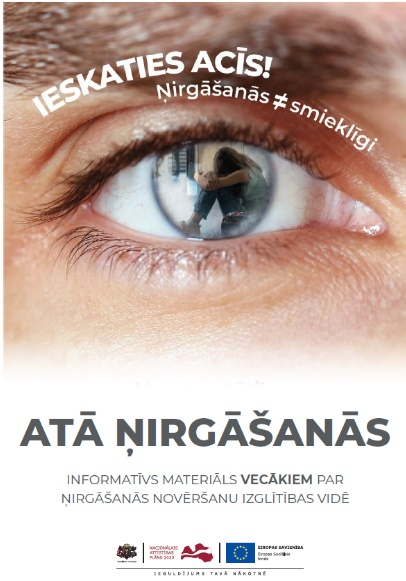 IESKATIES ACĪS!
Ņirgāšanās ≠ smieklīgi
ATĀ ŅIRGĀŠANĀS
INFORMATĪVS MATERIĀLS VECĀKIEM PAR
ŅIRGĀŠANĀS NOVĒRŠANU IZGLĪTĪBAS VIDĒ
NACIONĀLAIS
ATTĪSTĪBAS
PLĀNS 2020
EIROPAS SAVIENĪBA
Eiropas Sociālais
fonds
IEGULDĪJUMS TAVĀ NĀKOTNĒ